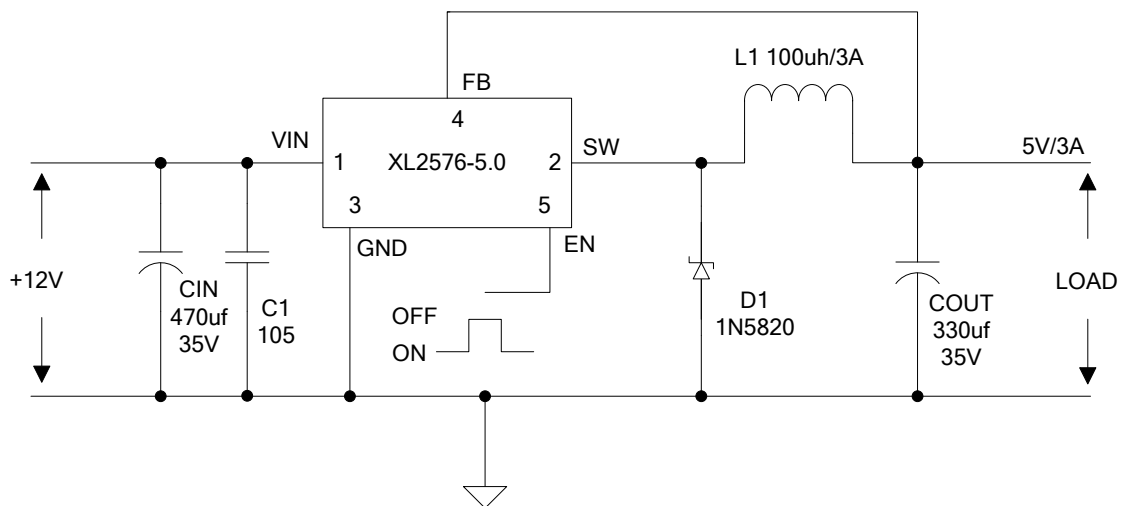 L1 100uh/3A
FB
4
VIN
1
XL2576-5.0
2
SW
5V/3A
3
5
GND
EN
+12V
CIN
470uf
35V
C1
105
OFF
ON
D1
1N5820
COUT
330uf
35V
LOAD